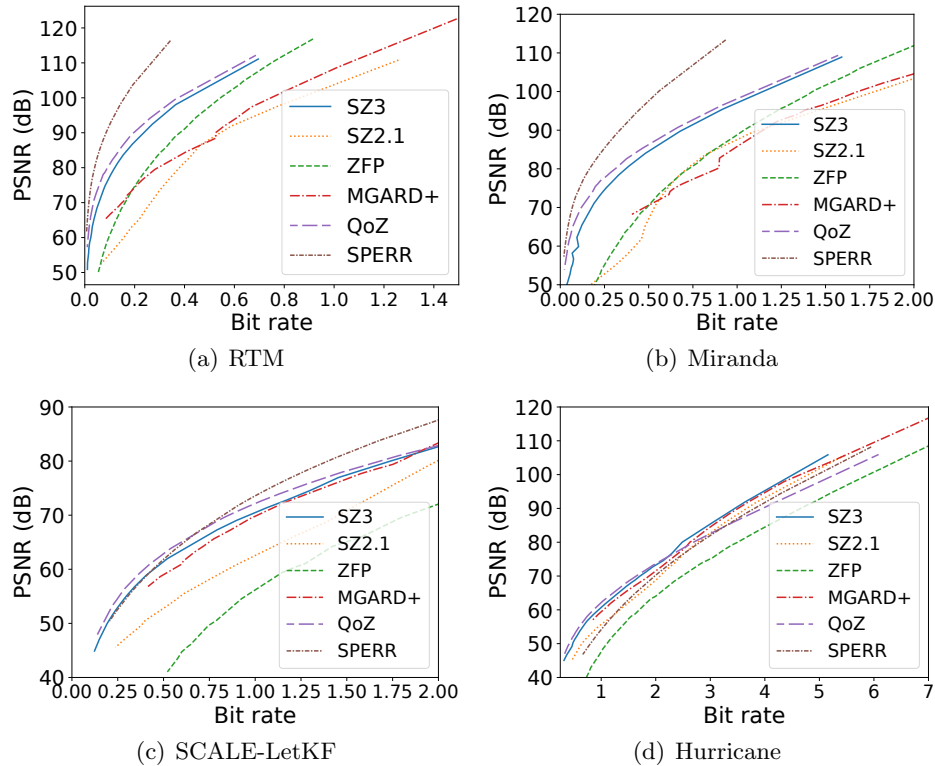 120
110
100
90
80
70
60
50
PSNR (dB)
SZ3
SZ2.1
ZFP
MGARD+
QoZ
SPERR
0.0 0.2 0.4 0.6 0.8 1.0 1.2 1.4
Bit rate
(a) RTM
120
110
100
90
80
70
60
50
PSNR (dB)
SZ3
SZ2.1
ZFP
MGARD+
QoZ
SPERR
0.00 0.25 0.50 0.75 1.00 1.25 1.50 1.75 2.00
Bit rate
(b) Miranda
90
80
70
60
50
40
PSNR (dB)
SZ3
SZ2.1
ZFP
MGARD+
QoZ
SPERR
0.00 0.25 0.50 0.75 1.00 1.25 1.50 1.75 2.00
Bit rate
(c) SCALE-LetKF
120
110
100
90
80
70
60
50
40
PSNR (dB)
SZ3
SZ2.1
ZFP
MGARD+
QoZ
SPERR
1 2 3 4 5 6 7
Bit rate
(d) Hurricane